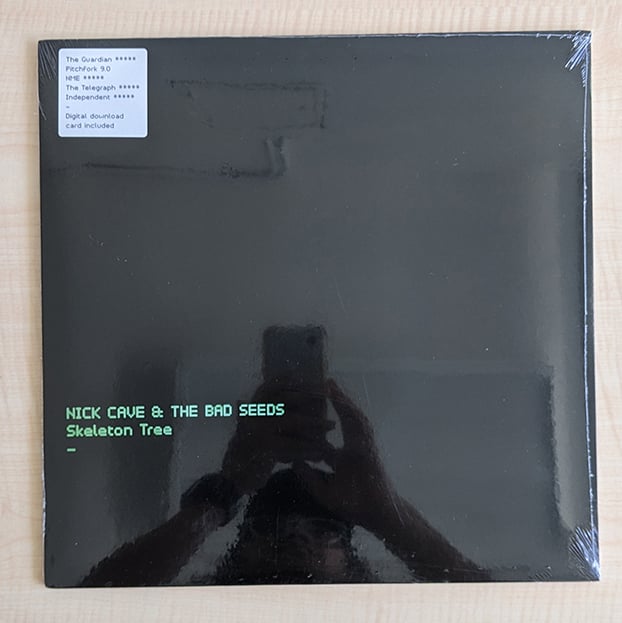 The Guardian *****
Pitchfork 9.0
NME *****
The Telegraph *****
Independent *****
–
Digital download
card included
NICK CAVE & THE BAD SEEDS
Skeleton Tree
_